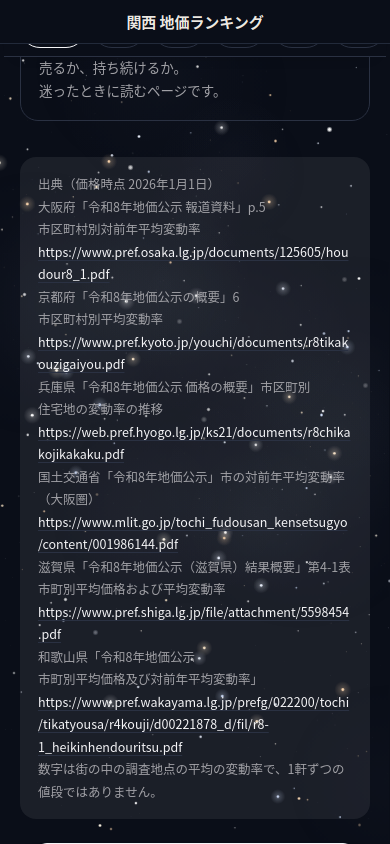 関西 地価ランキング
売るか、持ち続けるか。
迷ったときに読むページです。
出典（価格時点 2026年1月1日）
大阪府「令和8年地価公示 報道資料」p.5
市区町村別対前年平均変動率
https://www.pref.osaka.lg.jp/documents/125605/hou
dour8_1.pdf
京都府「令和8年地価公示の概要」6
市区町村別平均変動率
https://www.pref.kyoto.jp/youchi/documents/r8tikak
ouzigaiyou.pdf
兵庫県「令和8年地価公示 価格の概要」市区町別
住宅地の変動率の推移
https://web.pref.hyogo.lg.jp/ks21/documents/r8chika
kojikakaku.pdf
国土交通省「令和8年地価公示」市の対前年平均変動率
（大阪圏）
https://www.mlit.go.jp/tochi_fudousan_kensetsugyo
/content/001986144.pdf
滋賀県「令和8年地価公示（滋賀県）結果概要」第4-1表
市町別平均価格および平均変動率
https://www.pref.shiga.lg.jp/file/attachment/5598454
.pdf
和歌山県「令和8年地価公示
市町別平均価格及び対前年平均変動率」
https://www.pref.wakayama.lg.jp/prefg/022200/tochi
/tikatyousa/r4kouji/d00221878_d/fil/r8-
1_heikinhendouritsu.pdf
数字は街の中の調査地点の平均の変動率で、1軒ずつの
値段ではありません。